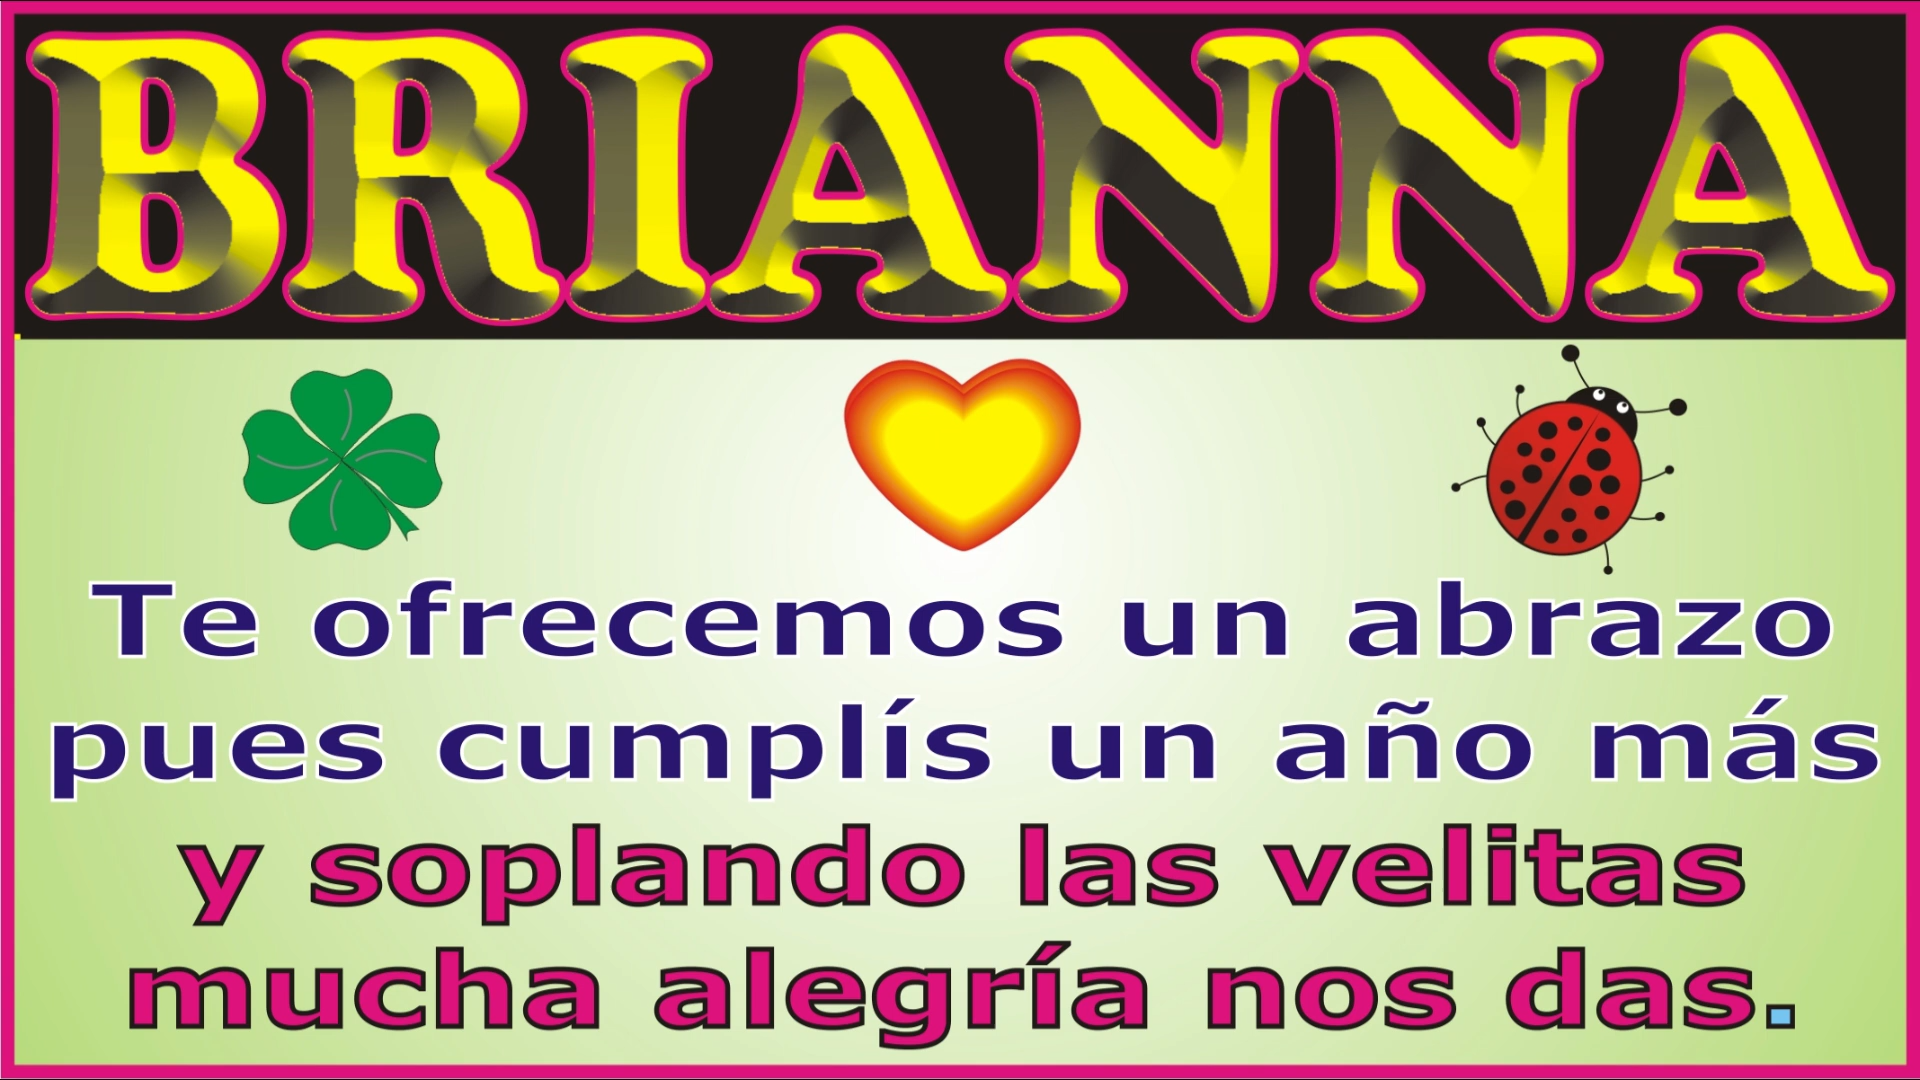 BRIANNA
Te ofrecemos un abrazo
pues cumplís un año más
y soplando las velitas
mucha alegría nos das.